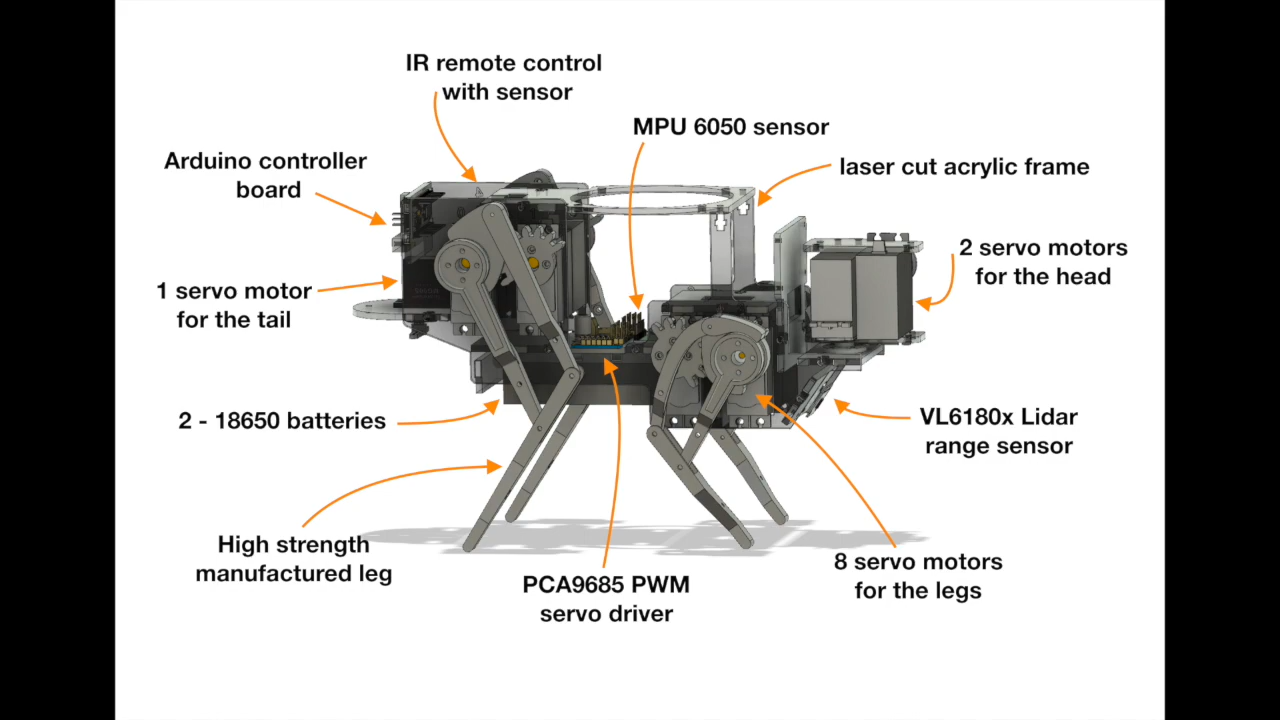 IR remote control
with sensor
MPU 6050 sensor
Arduino controller
board
laser cut acrylic frame
2 servo motors
for the head
1 servo motor
for the tail
2 - 18650 batteries
VL6180x Lidar
range sensor
High strength
manufactured leg
PCA9685 PWM
servo driver
8 servo motors
for the legs